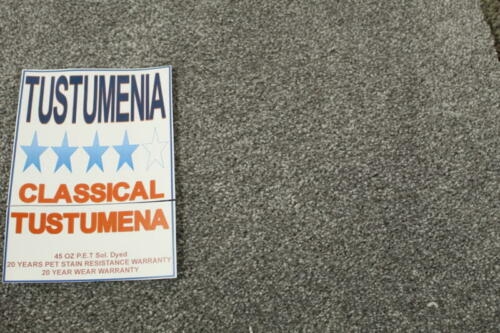 TUSTUMENIA
CLASSICAL
TUSTUMENA
45 OZ P.E.T Sol. Dyed
20 YEARS PET STAIN RESISTANCE WARRANTY
20 YEAR WEAR WARRANTY